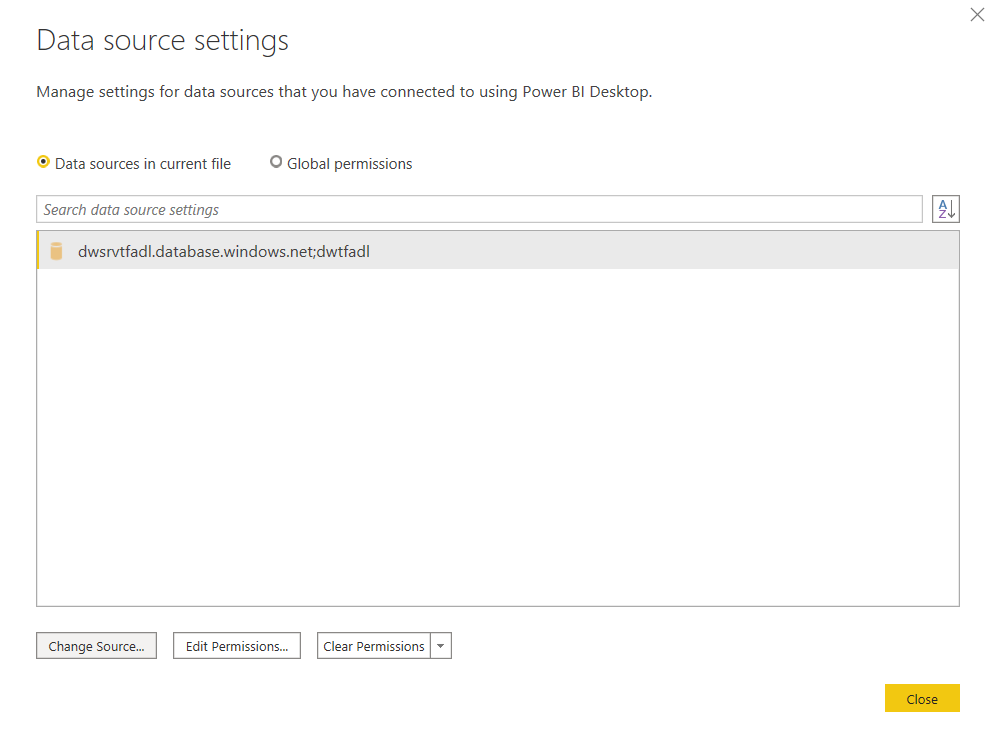 Data source settings
Manage settings for data sources that you have connected to using Power BI Desktop.
Data sources in current file
Global permissions
Search data source settings
A
Z
dwsrvtfadl.database.windows.net;dwtfadl
Change Source...
Edit Permissions...
Clear Permissions
Close